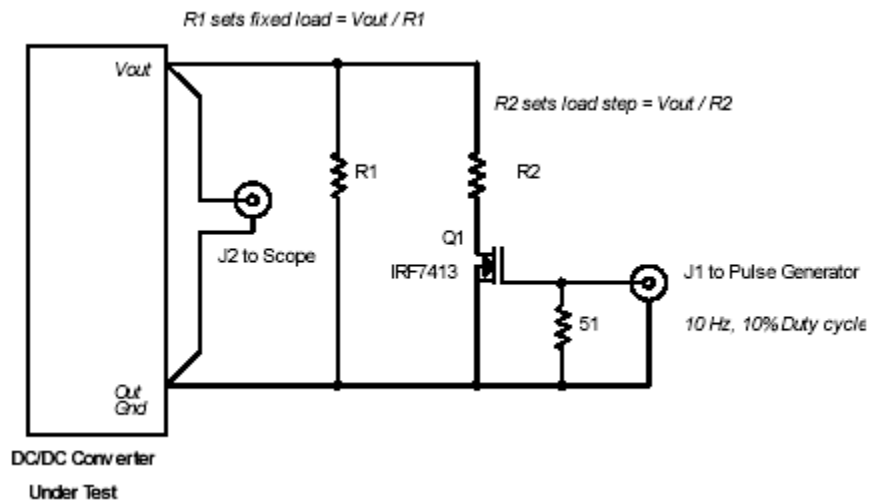 R1 sets fixed load = Vout / R1
Vout
R2 sets load step = Vout / R2
R1
R2
Q1
J2 to Scope
IRF7413
J1 to Pulse Generator
51
10 Hz, 10% Duty cycle
Out
Gnd
DC/DC Converter
Under Test